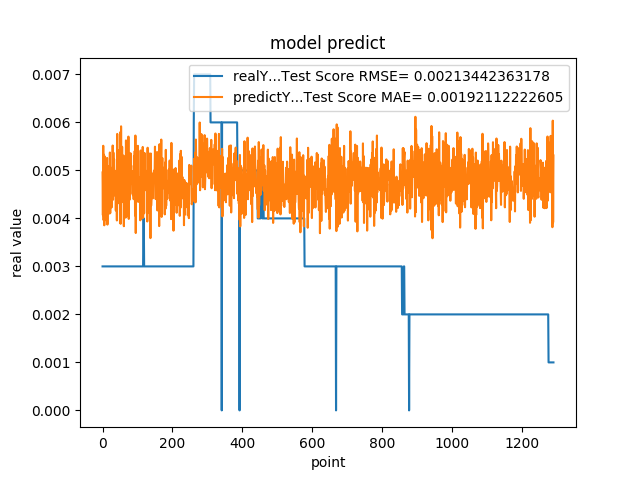 model predict
realY...Test Score RMSE= 0.00213442363178
predictY...Test Score MAE= 0.00192112222605
0.007
0.006
0.005
0.004
0.003
0.002
0.001
0.000
real value
0 200 400 600 800 1000 1200
point